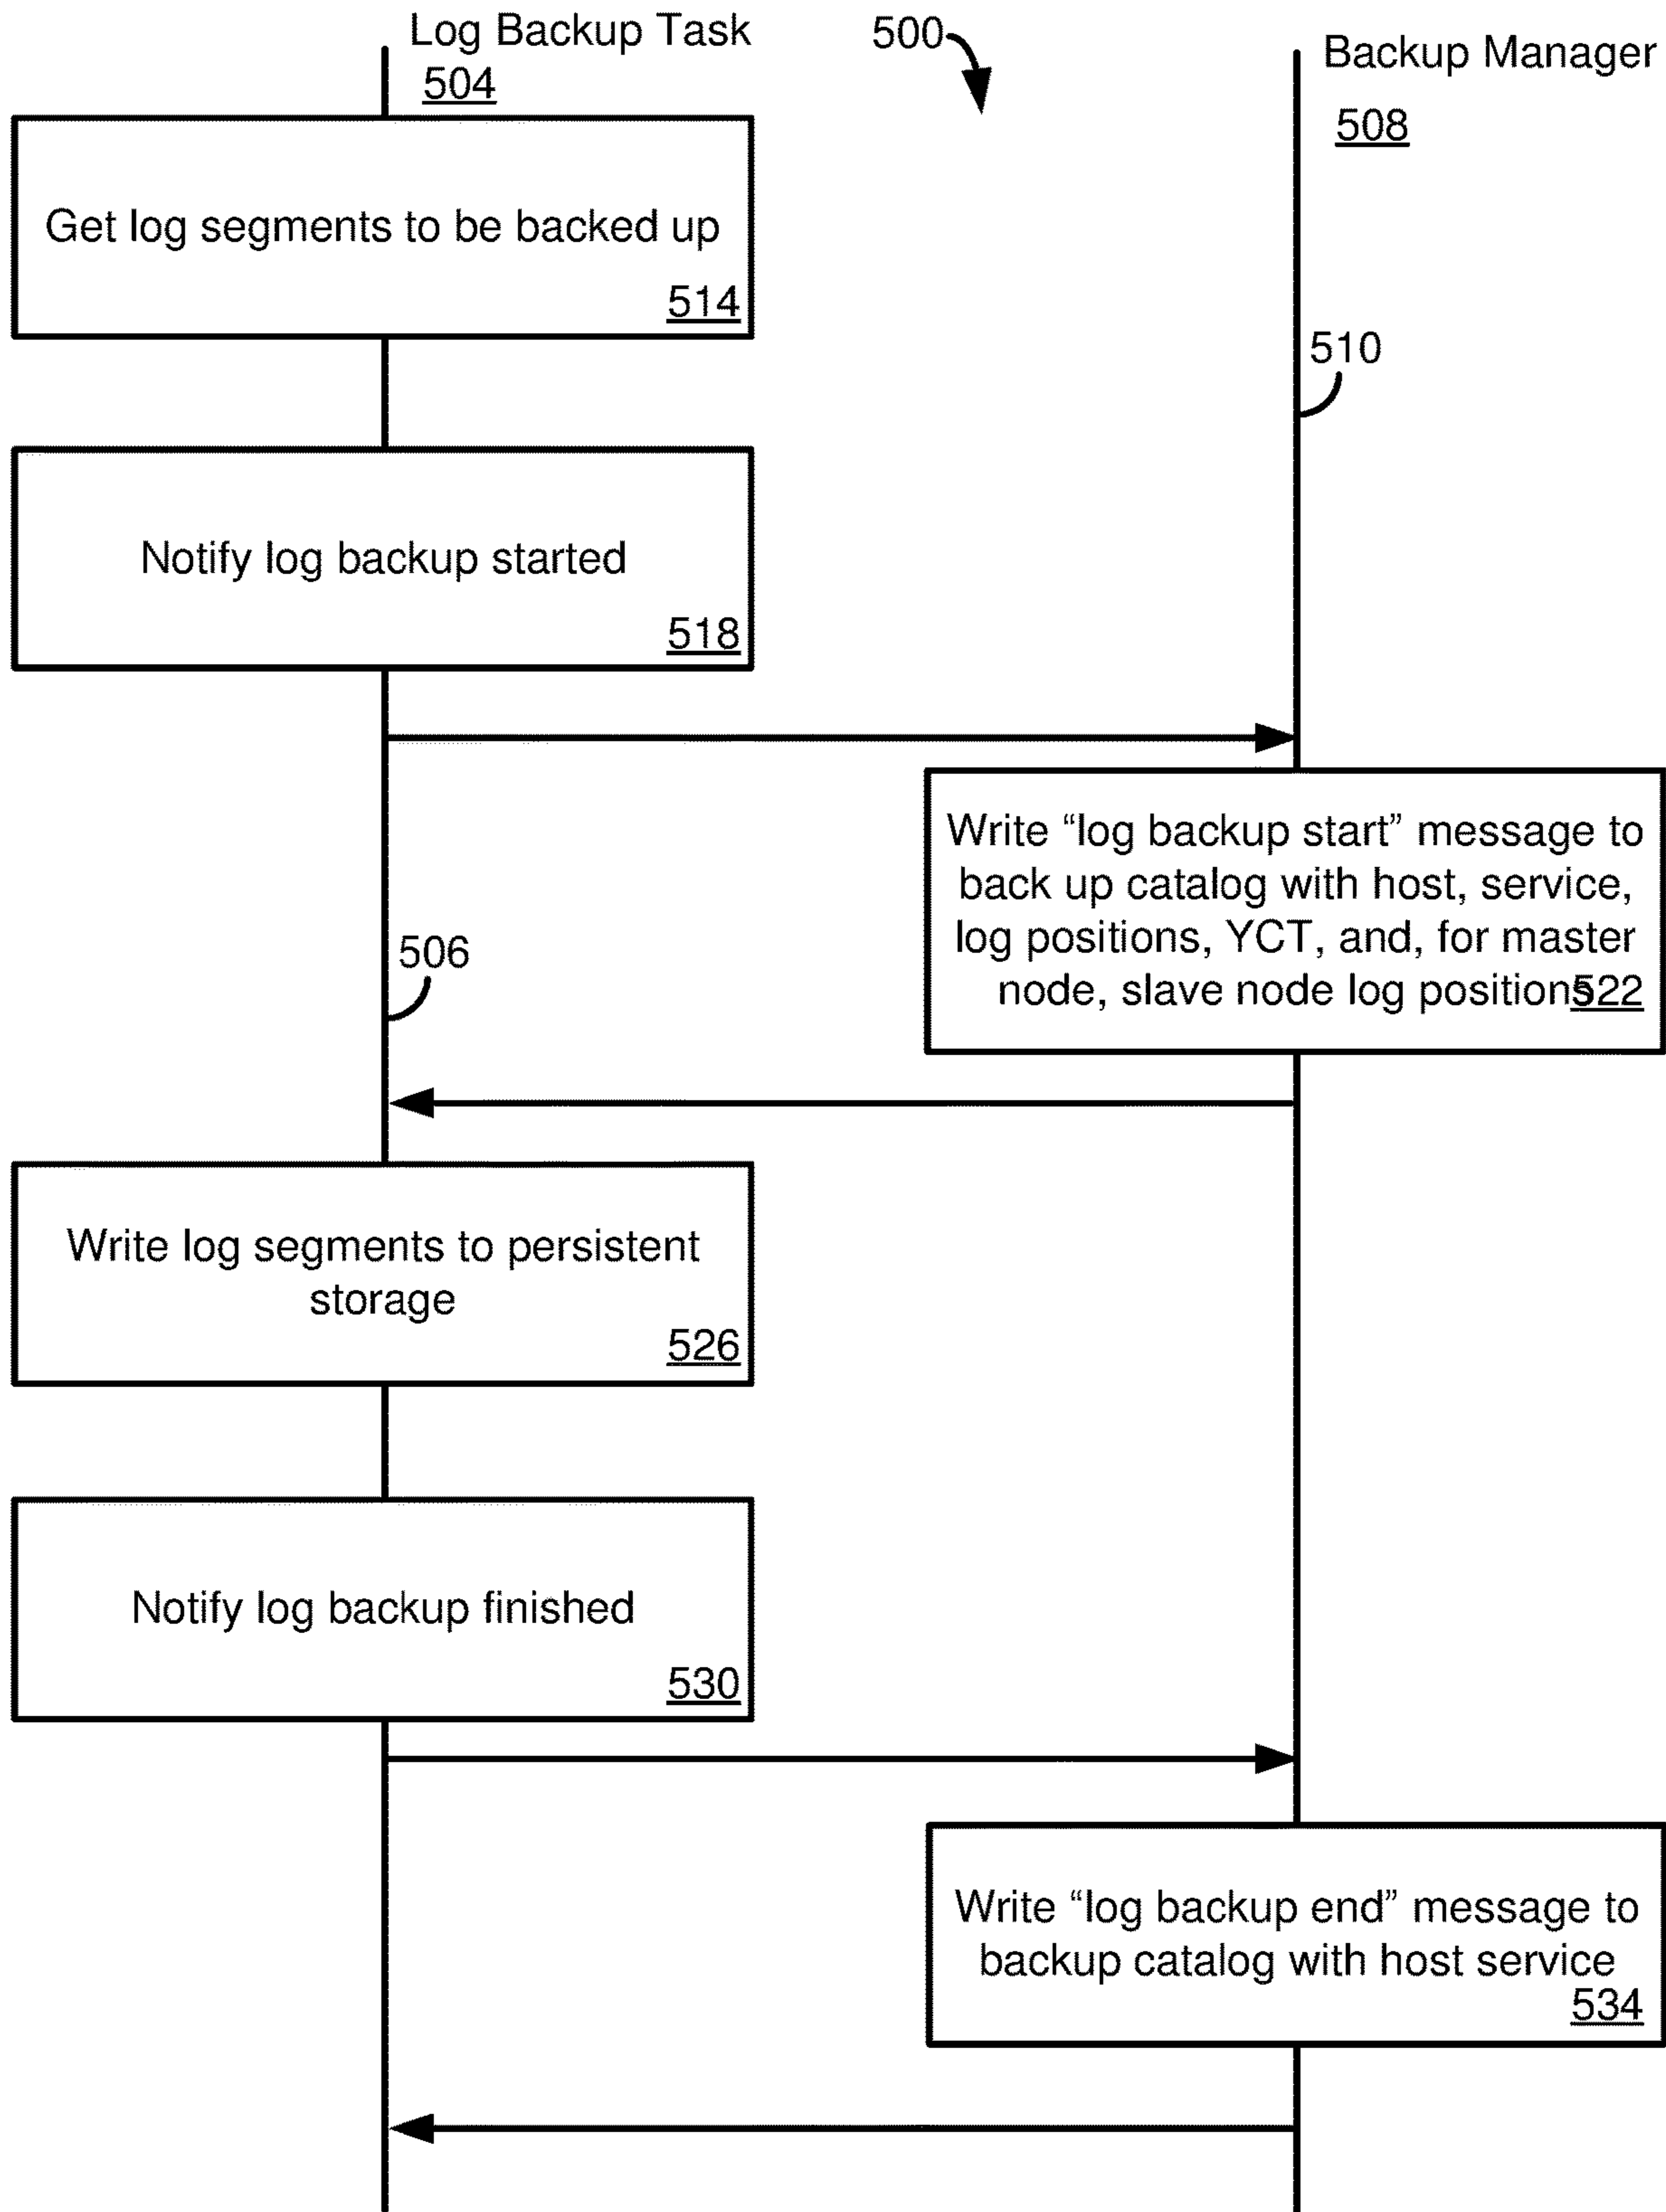 Log Backup Task
504
500
Backup Manager
508
Get log segments to be backed up
514
510
Notify log backup started
518
Write “log backup start” message to
back up catalog with host, service,
log positions, YCT, and, for master
node, slave node log positions
522
506
Write log segments to persistent
storage
526
Notify log backup finished
530
Write “log backup end” message to
backup catalog with host service
534